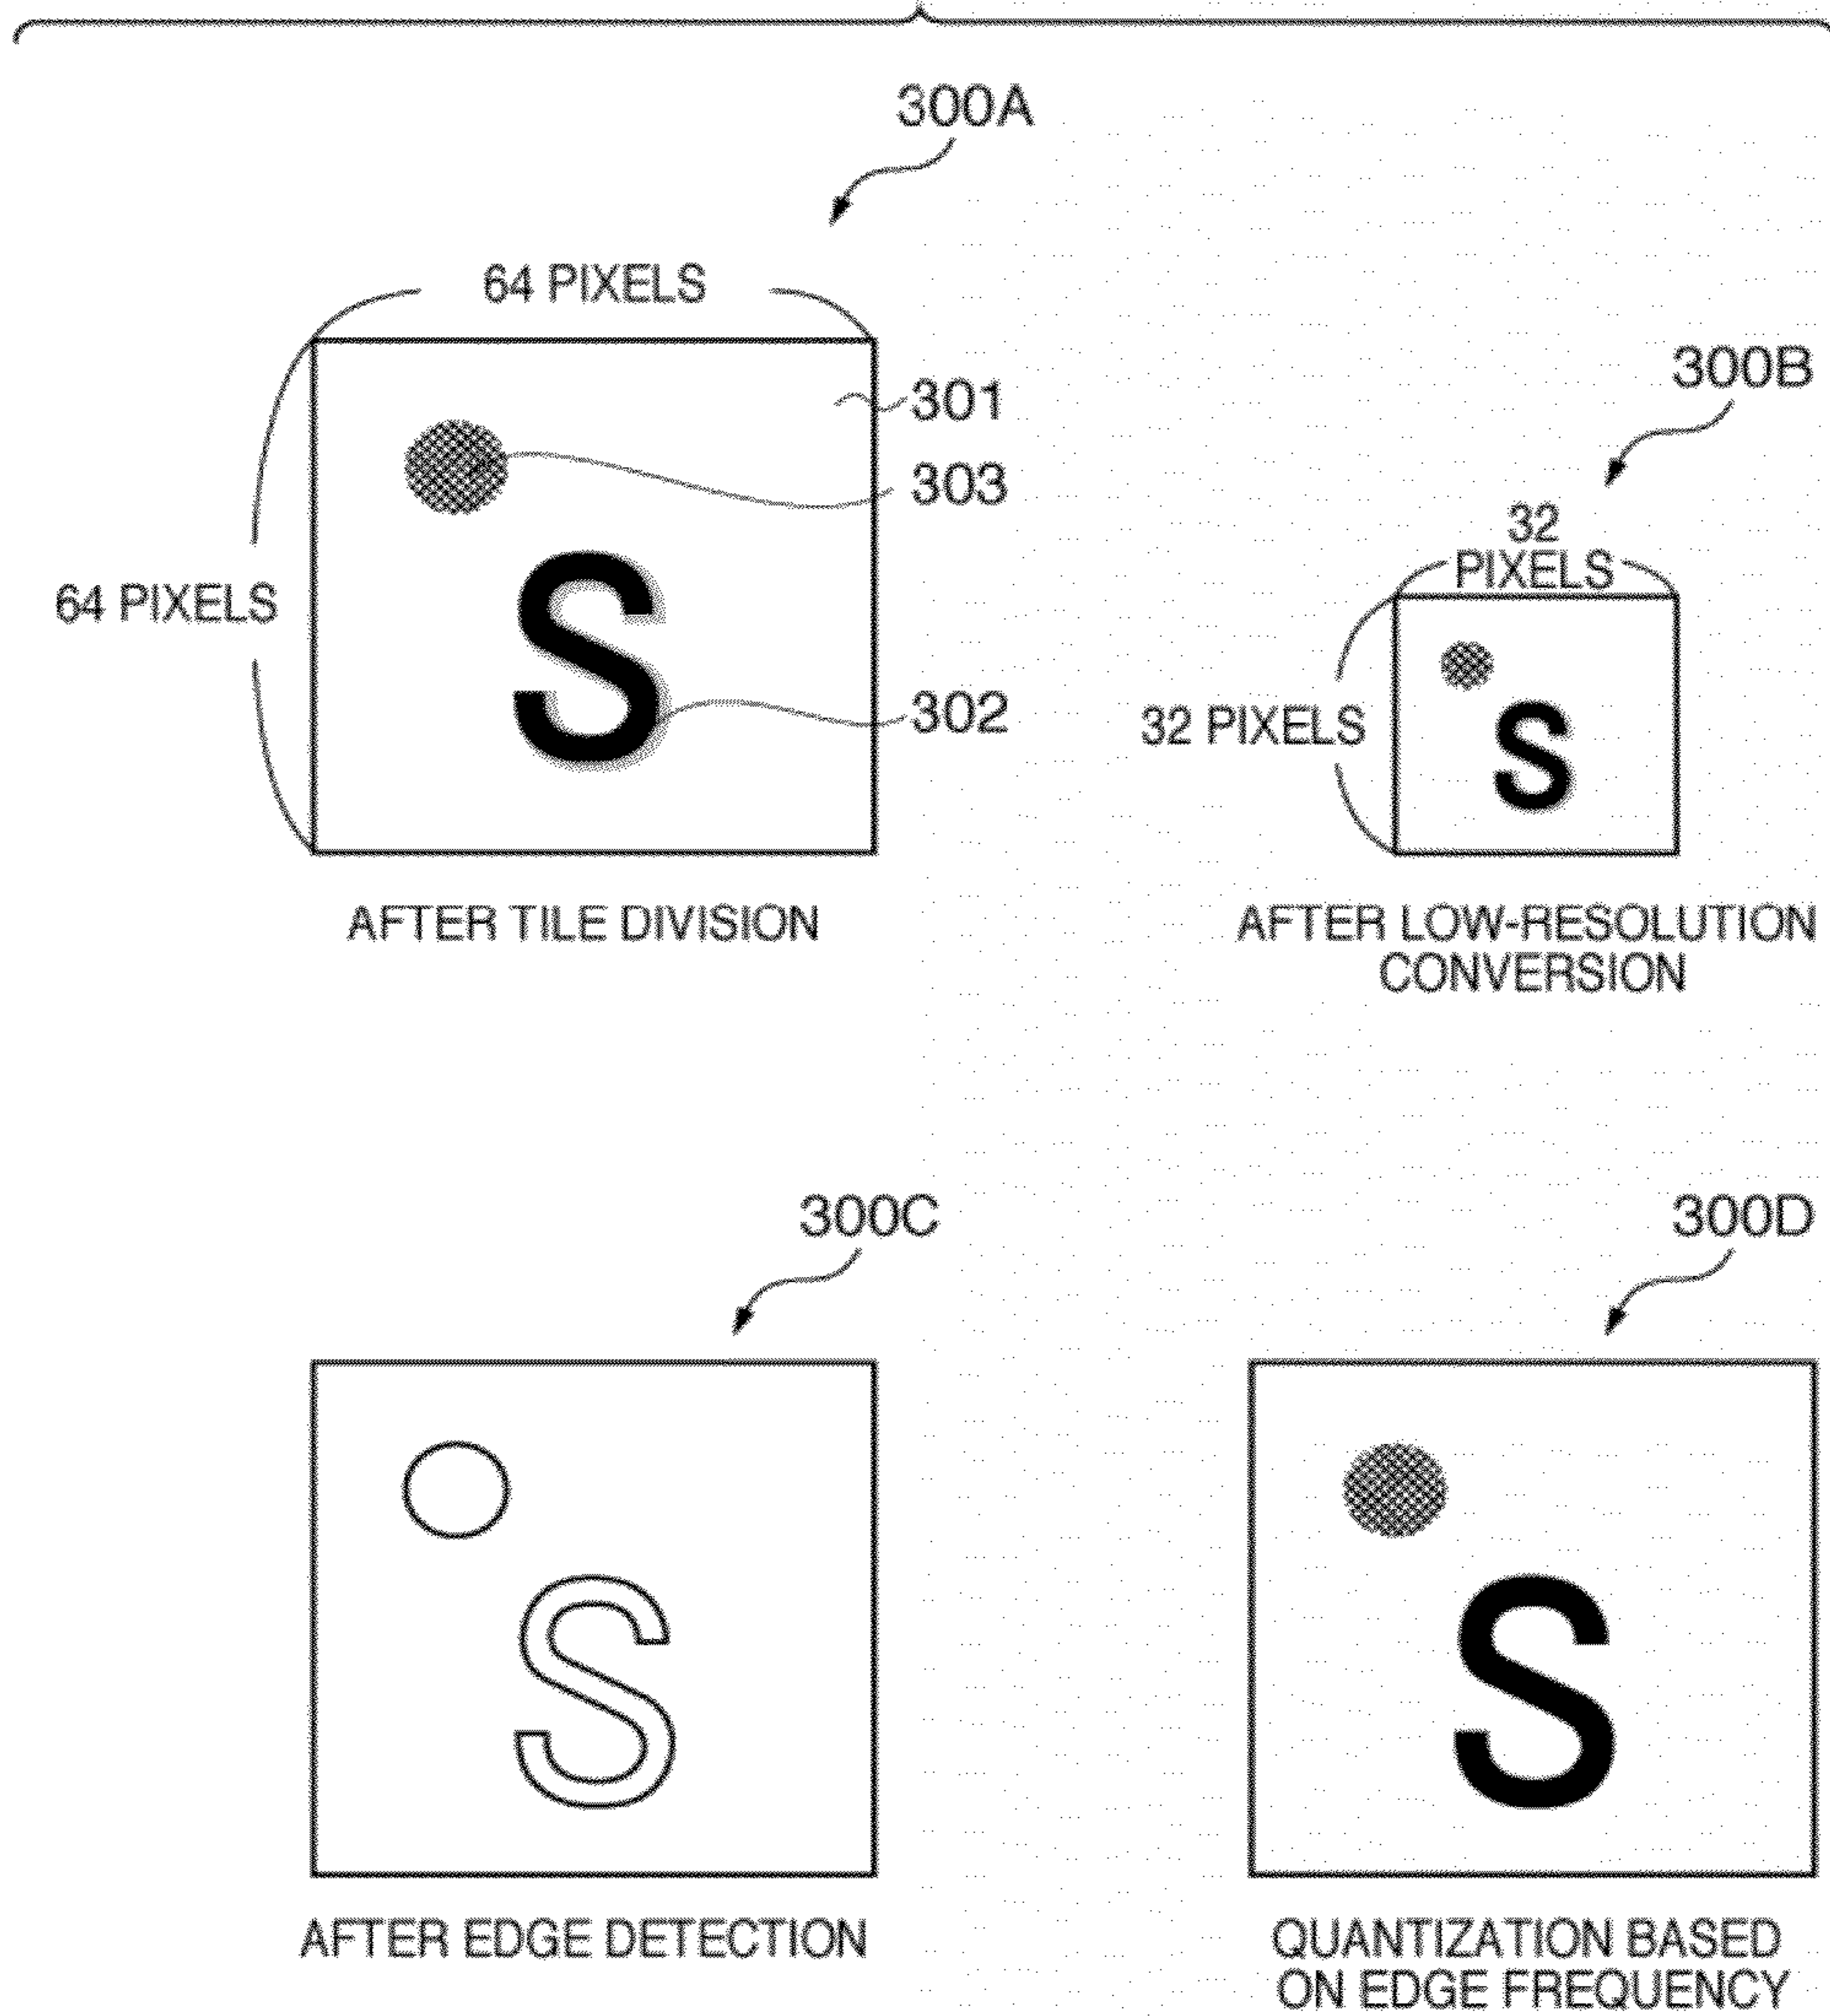 300A
64 PIXELS
301
303
64 PIXELS
S
302
AFTER TILE DIVISION
300B
32
PIXELS
32 PIXELS
S
AFTER LOW-RESOLUTION
CONVERSION
300C
S
AFTER EDGE DETECTION
300D
S
QUANTIZATION BASED
ON EDGE FREQUENCY